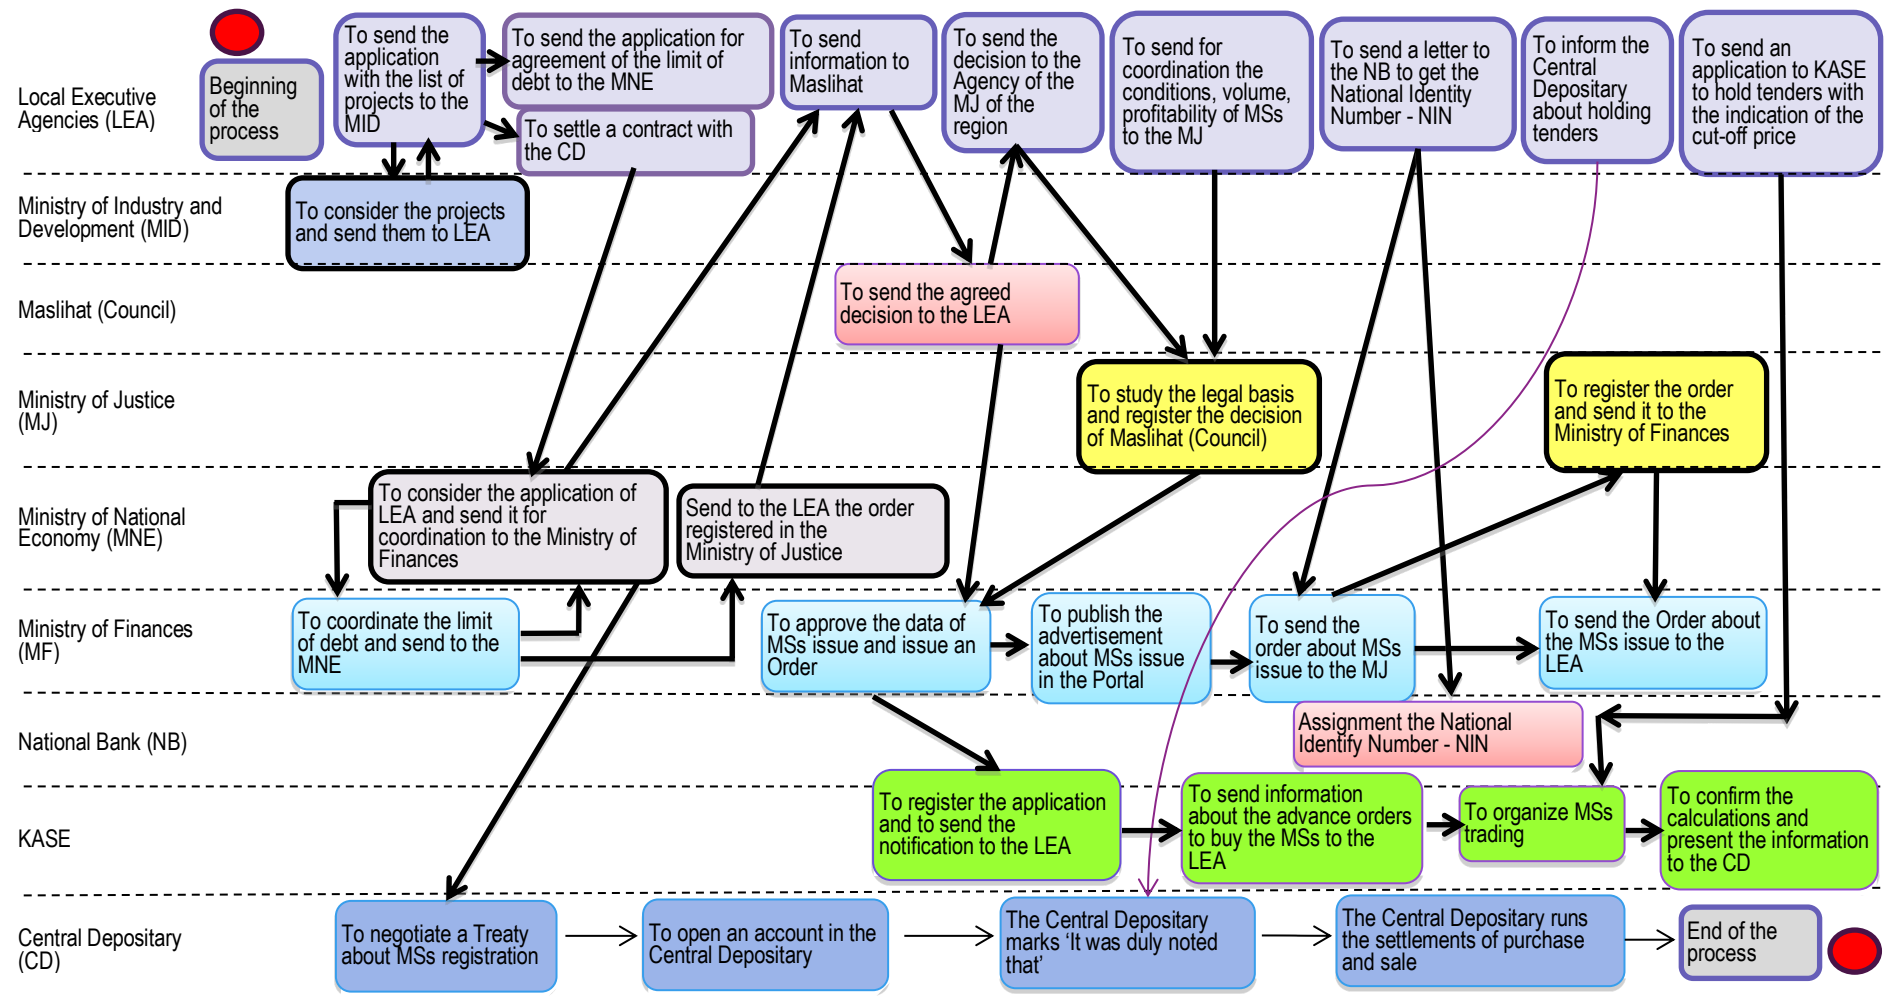 Local Executive
Agencies (LEA)
Beginning
of the
process
To send the
application
with the list of
projects to the
MID
To send the application for
agreement of the limit of
debt to the MNE
To settle a contract with
the CD
To send
information to
Maslihat
To send the
decision to the
Agency of the
MJ of the
region
To send for
coordination the
conditions, volume,
profitability of MSs
to the MJ
To send a letter to
the NB to get the
National Identity
Number - NIN
To inform the
Central
Depositary
about holding
tenders
To send an
application to KASE
to hold tenders with
the indication of the
cut-off price
Ministry of Industry and
Development (MID)
To consider the projects
and send them to LEA
Maslihat (Council)
To send the agreed
decision to the LEA
Ministry of Justice
(MJ)
To study the legal basis
and register the decision
of Maslihat (Council)
To register the order
and send it to the
Ministry of Finances
Ministry of National
Economy (MNE)
To consider the application of
LEA and send it for
coordination to the Ministry of
Finances
Send to the LEA the order
registered in the
Ministry of Justice
Ministry of Finances
(MF)
To coordinate the limit
of debt and send to the
MNE
To approve the data of
MSs issue and issue an
Order
To publish the
advertisement
about MSs issue
in the Portal
To send the
order about MSs
issue to the MJ
To send the Order about
the MSs issue to the
LEA
National Bank (NB)
Assignment the National
Identify Number - NIN
KASE
To register the application
and to send the
notification to the LEA
To send information
about the advance orders
to buy the MSs to the
LEA
To organize MSs
trading
To confirm the
calculations and
present the information
to the CD
Central Depositary
(CD)
To negotiate a Treaty
about MSs registration
To open an account in the
Central Depositary
The Central Depositary
marks ‘It was duly noted
that’
The Central Depositary runs
the settlements of purchase
and sale
End of the
process